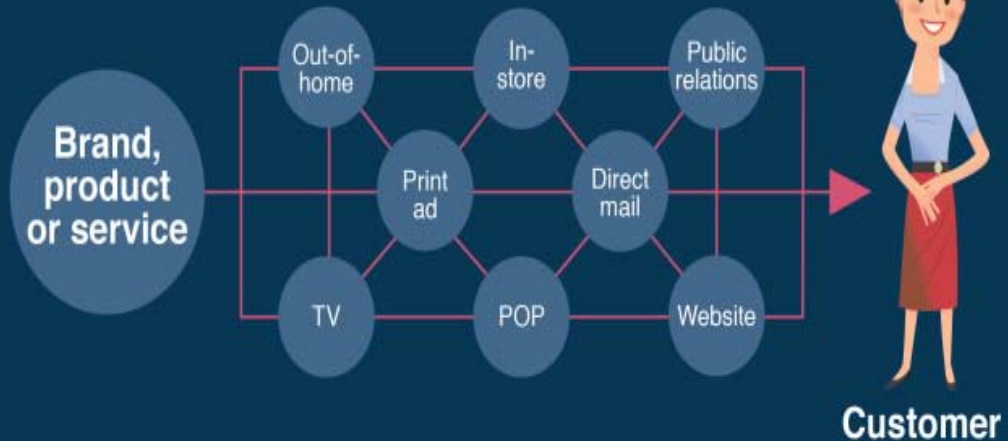 Brand,
product
or service
Out-of-
home
In-
store
Public
relations
Print
ad
Direct
mail
TV
POP
Website
Customer